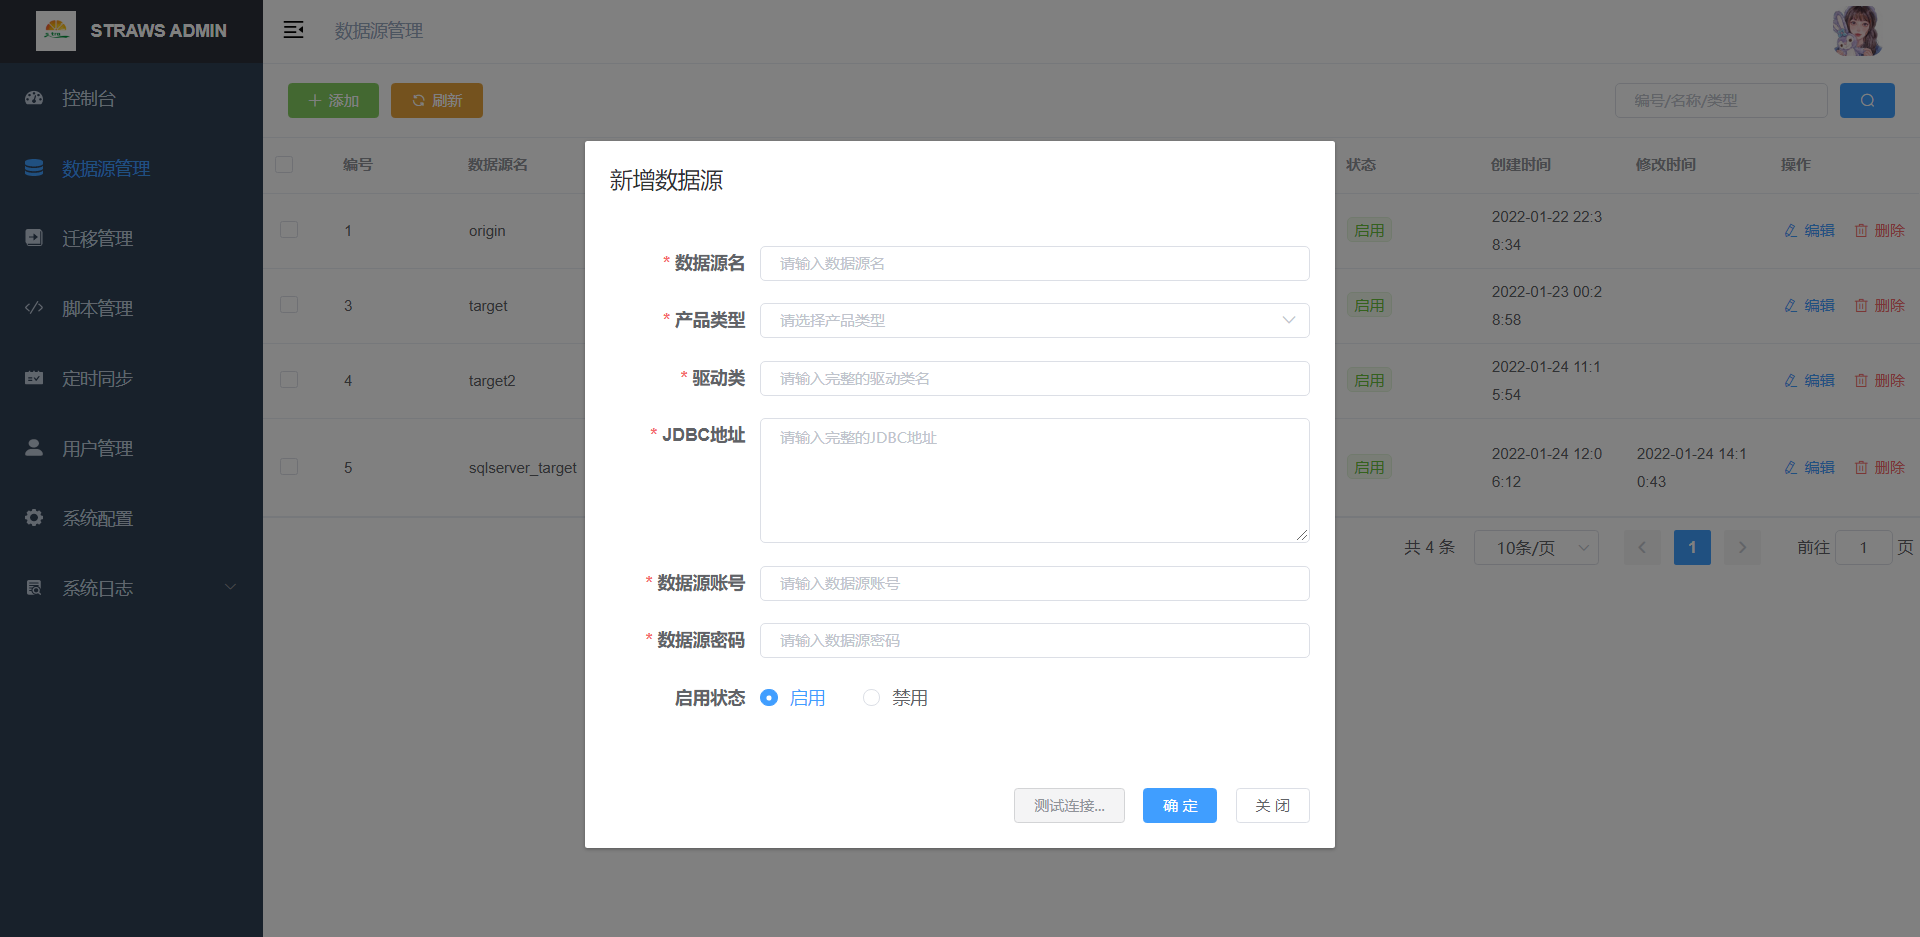 STRAWS ADMIN
数据源管理
控制台
数据源管理
迁移管理
脚本管理
定时同步
用户管理
系统配置
系统日志
添加
刷新
编号/名称/类型
编号 数据源名 状态 创建时间 修改时间 操作
1 origin 启用 2022-01-22 22:3
8:34 编辑 删除
3 target 启用 2022-01-23 00:2
8:58 编辑 删除
4 target2 启用 2022-01-24 11:1
5:54 编辑 删除
5 sqlserver_target 启用 2022-01-24 12:0
6:12 2022-01-24 14:1
0:43 编辑 删除
共 4 条 10条/页 1 前往 1 页
新增数据源
* 数据源名 请输入数据源名
* 产品类型 请选择产品类型
* 驱动类 请输入完整的驱动类名
* JDBC地址 请输入完整的JDBC地址
* 数据源账号 请输入数据源账号
* 数据源密码 请输入数据源密码
启用状态 启用 禁用
测试连接... 确 定 关 闭